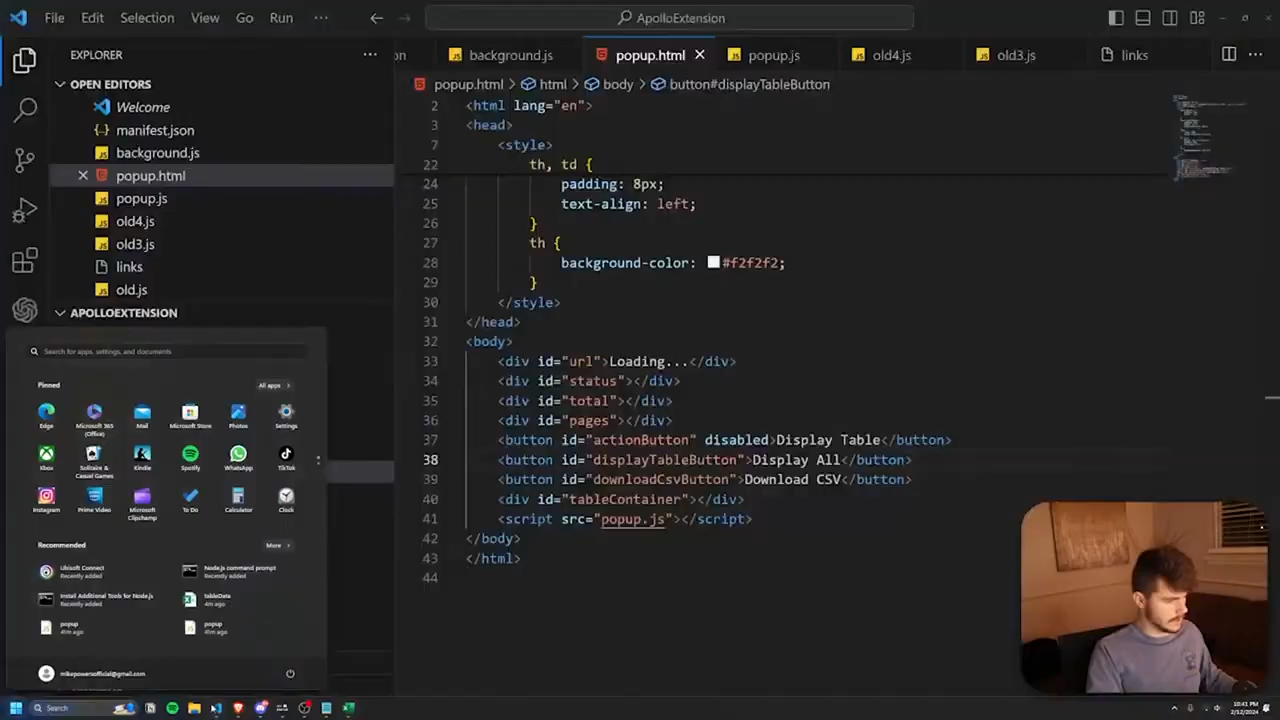 File Edit Selection View Go Run ··· ApolloExtension
EXPLORER ···
OPEN EDITORS
Welcome
manifest.json
background.js
popup.html
popup.js
old4.js
old3.js
links
old.js
APOLLOEXTENSION
on background.js popup.html popup.js old4.js old3.js links
popup.html > html > body > button#displayTableButton
2 <html lang="en">
3 <head>
7 <style>
22 th, td {
24 padding: 8px;
25 text-align: left;
26 }
27 th {
28 background-color: #f2f2f2;
29 }
30 </style>
31 </head>
32 <body>
33 <div id="url">Loading...</div>
34 <div id="status"></div>
35 <div id="total"></div>
36 <div id="pages"></div>
37 <button id="actionButton" disabled>Display Table</button>
38 <button id="displayTableButton">Display All</button>
39 <button id="downloadCsvButton">Download CSV</button>
40 <div id="tableContainer"></div>
41 <script src="popup.js"></script>
42 </body>
43 </html>
44
Search for apps, settings, and documents
Pinned All apps >
Edge Microsoft 365 (Office) Mail Microsoft Store Photos Settings
Xbox Solitaire & Casual Games Kindle Spotify WhatsApp TikTok
Instagram Prime Video Microsoft Clipchamp To Do Calculator Clock
Recommended More >
Ubisoft Connect
Recently added
Node.js command prompt
Recently added
Install Additional Tools for Node.js
Recently added
tableData
4m ago
popup
41m ago
popup
41m ago
mikepowersofficial@gmail.com
Search
10:41 PM
2/12/2024